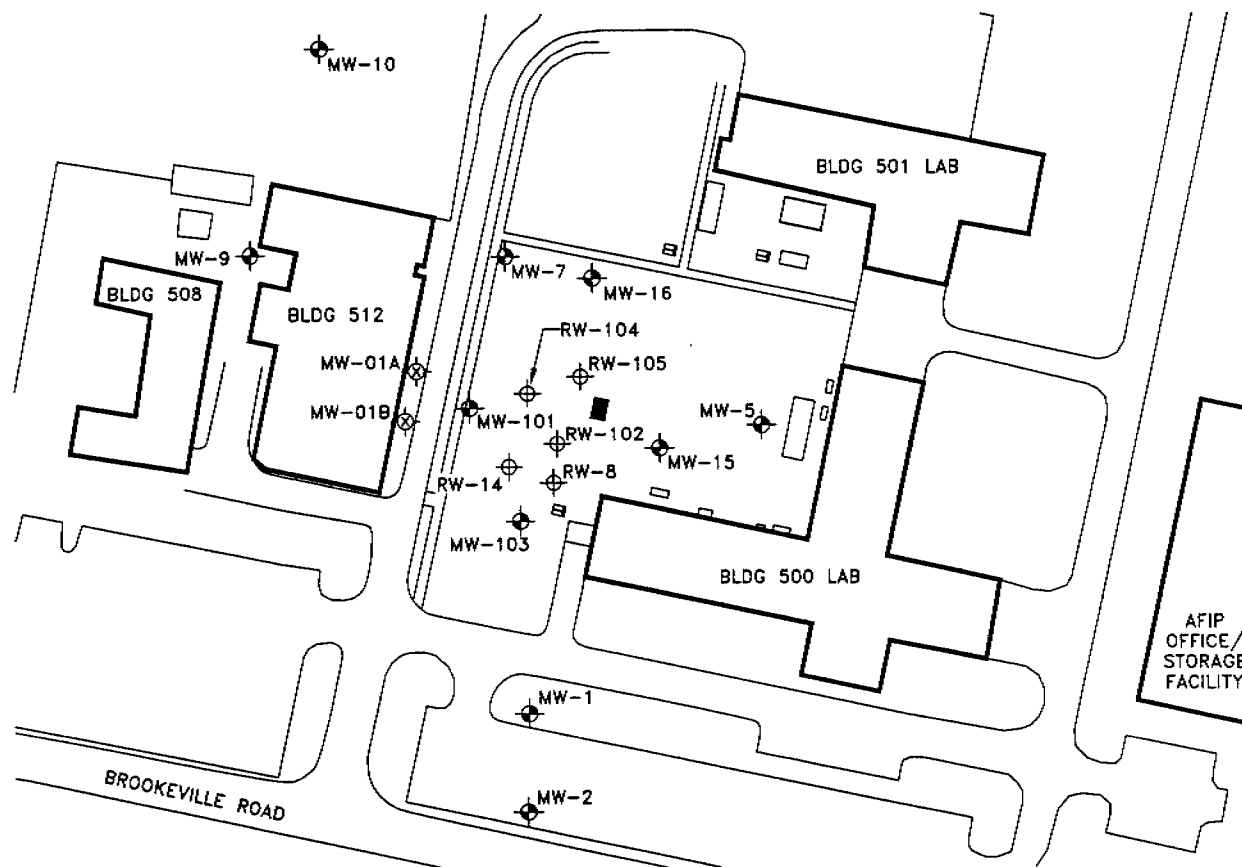 MW-10
BLDG 501 LAB
MW-9
MW-7
BLDG 508
MW-16
BLDG 512
RW-104
MW-01A
RW-105
MW-01B
MW-101
MW-5
RW-102
MW-15
RW-14
RW-8
MW-103
BLDG 500 LAB
AFIP
OFFICE/
STORAGE
FACILITY
MW-1
BROOKEVILLE ROAD
MW-2